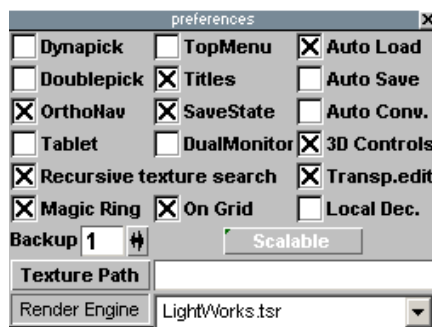 preferences x
Dynapick TopMenu Auto Load
Doublepick Titles Auto Save
OrthoNav SaveState Auto Conv.
Tablet DualMonitor 3D Controls
Recursive texture search Transp.edit
Magic Ring On Grid Local Dec.
Backup 1 Scalable
Texture Path
Render Engine LightWorks.tsr